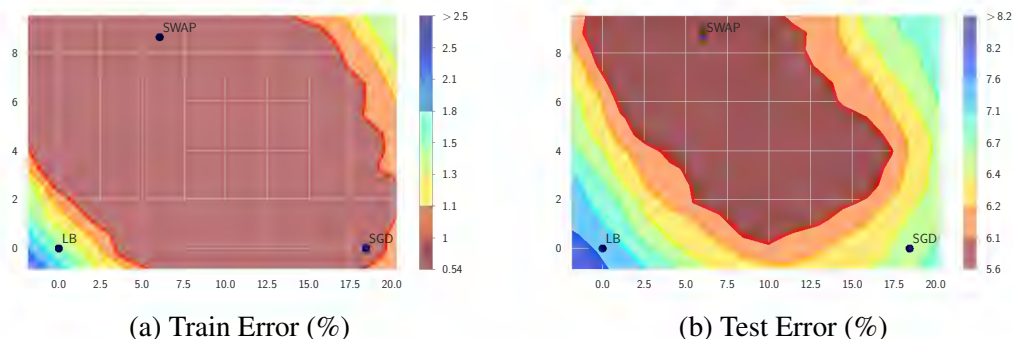 SWAP
LB
SGD
8
6
4
2
0
0.0 2.5 5.0 7.5 10.0 12.5 15.0 17.5 20.0
> 2.5
2.5
2.1
1.8
1.5
1.3
1.1
1
0.54
(a) Train Error (%)
SWAP
LB
SGD
8
6
4
2
0
0.0 2.5 5.0 7.5 10.0 12.5 15.0 17.5 20.0
> 8.2
8.2
7.6
7.1
6.7
6.4
6.2
6.1
5.6
(b) Test Error (%)